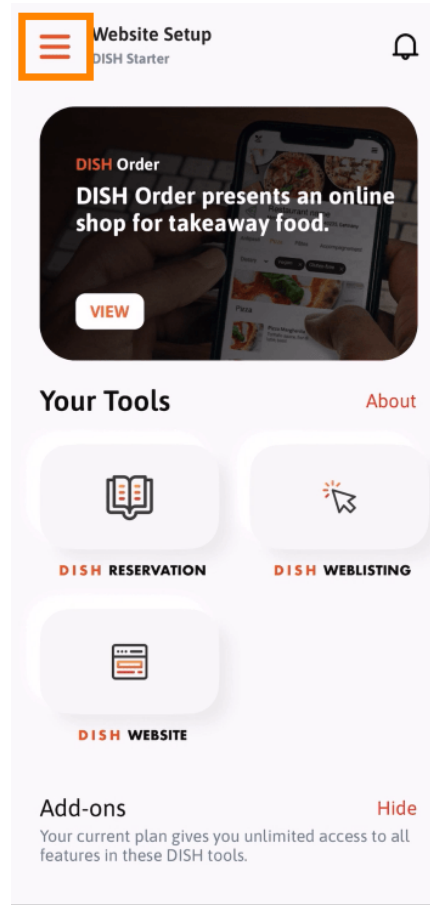 Website Setup
DISH Starter
DISH Order
DISH Order presents an online
shop for takeaway food.
VIEW
Your Tools
About
DISH RESERVATION
DISH WEBLISTING
DISH WEBSITE
Add-ons
Hide
Your current plan gives you unlimited access to all
features in these DISH tools.